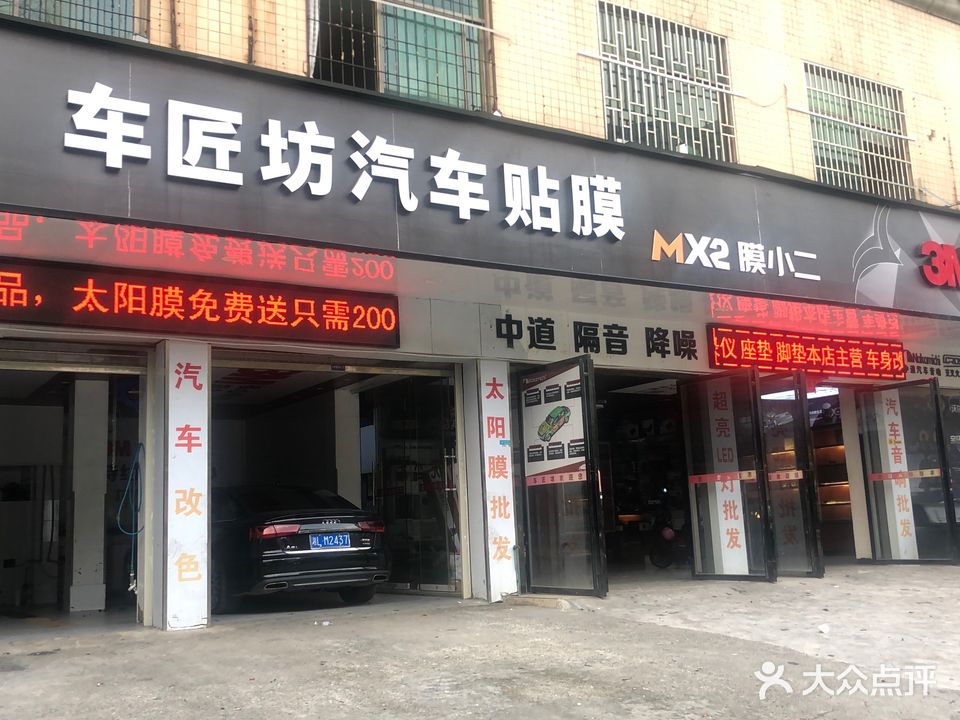 车匠坊汽车贴膜
MX2 膜小二
3M
品，太阳膜免费送只需200
中道 隔音 降噪
仪 座垫 脚垫本店主营 车身改
Nakamichi
汽车改色
太阳膜批发
超亮LED灯批发
汽车音响批发
M2437
大众点评